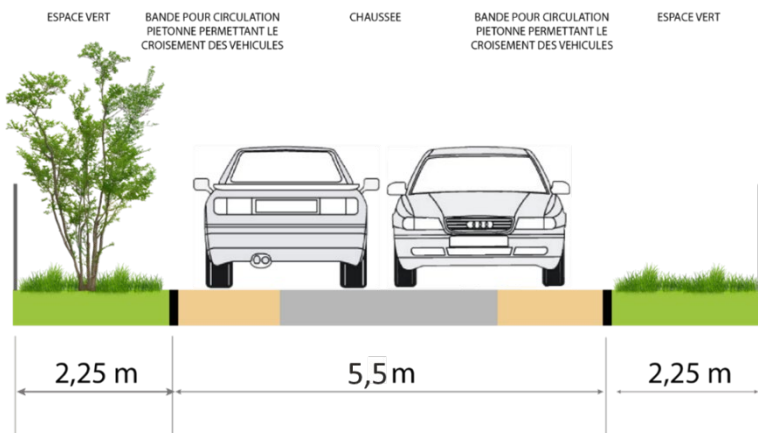 ESPACE VERT
BANDE POUR CIRCULATION
PIETONNE PERMETTANT LE
CROISEMENT DES VEHICULES
CHAUSSEE
BANDE POUR CIRCULATION
PIETONNE PERMETTANT LE
CROISEMENT DES VEHICULES
ESPACE VERT
2,25 m
5,5m
2,25 m